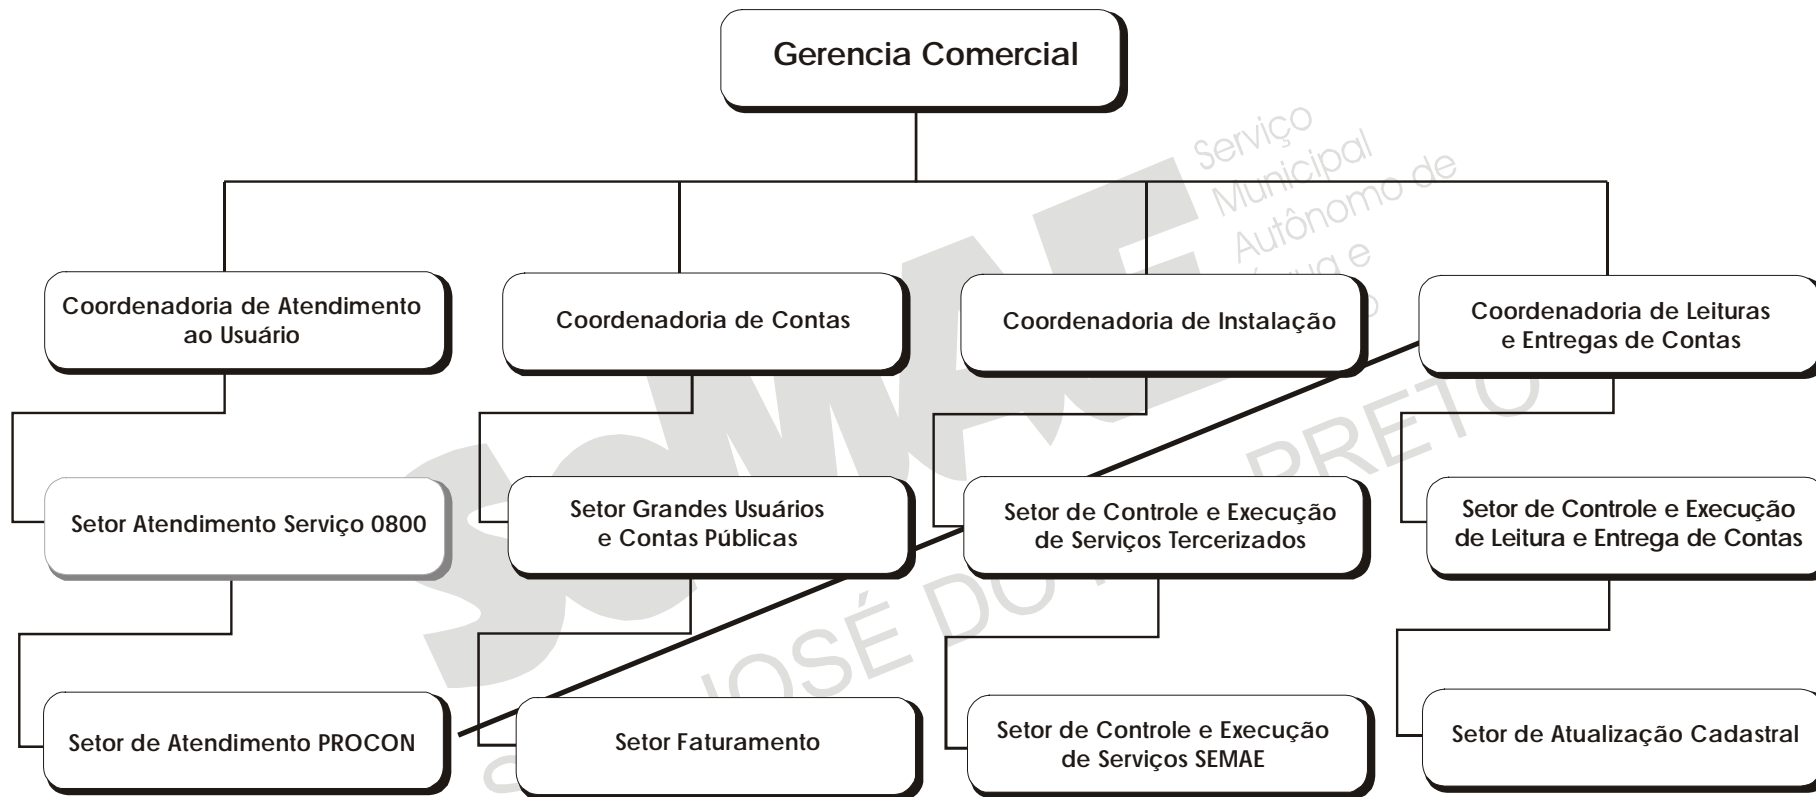 Gerencia Comercial
Serviço
Municipal
Autônomo de
SeMAE
Coordenadoria de Atendimento
ao Usuário
Coordenadoria de Contas
Coordenadoria de Instalação
Coordenadoria de Leituras
e Entregas de Contas
Setor Atendimento Serviço 0800
Setor Grandes Usuários
e Contas Públicas
Setor de Controle e Execução
de Serviços Tercerizados
Setor de Controle e Execução
de Leitura e Entrega de Contas
JOSÉ DO PRETO
Setor de Atendimento PROCON
Setor Faturamento
Setor de Controle e Execução
de Serviços SEMAE
Setor de Atualização Cadastral